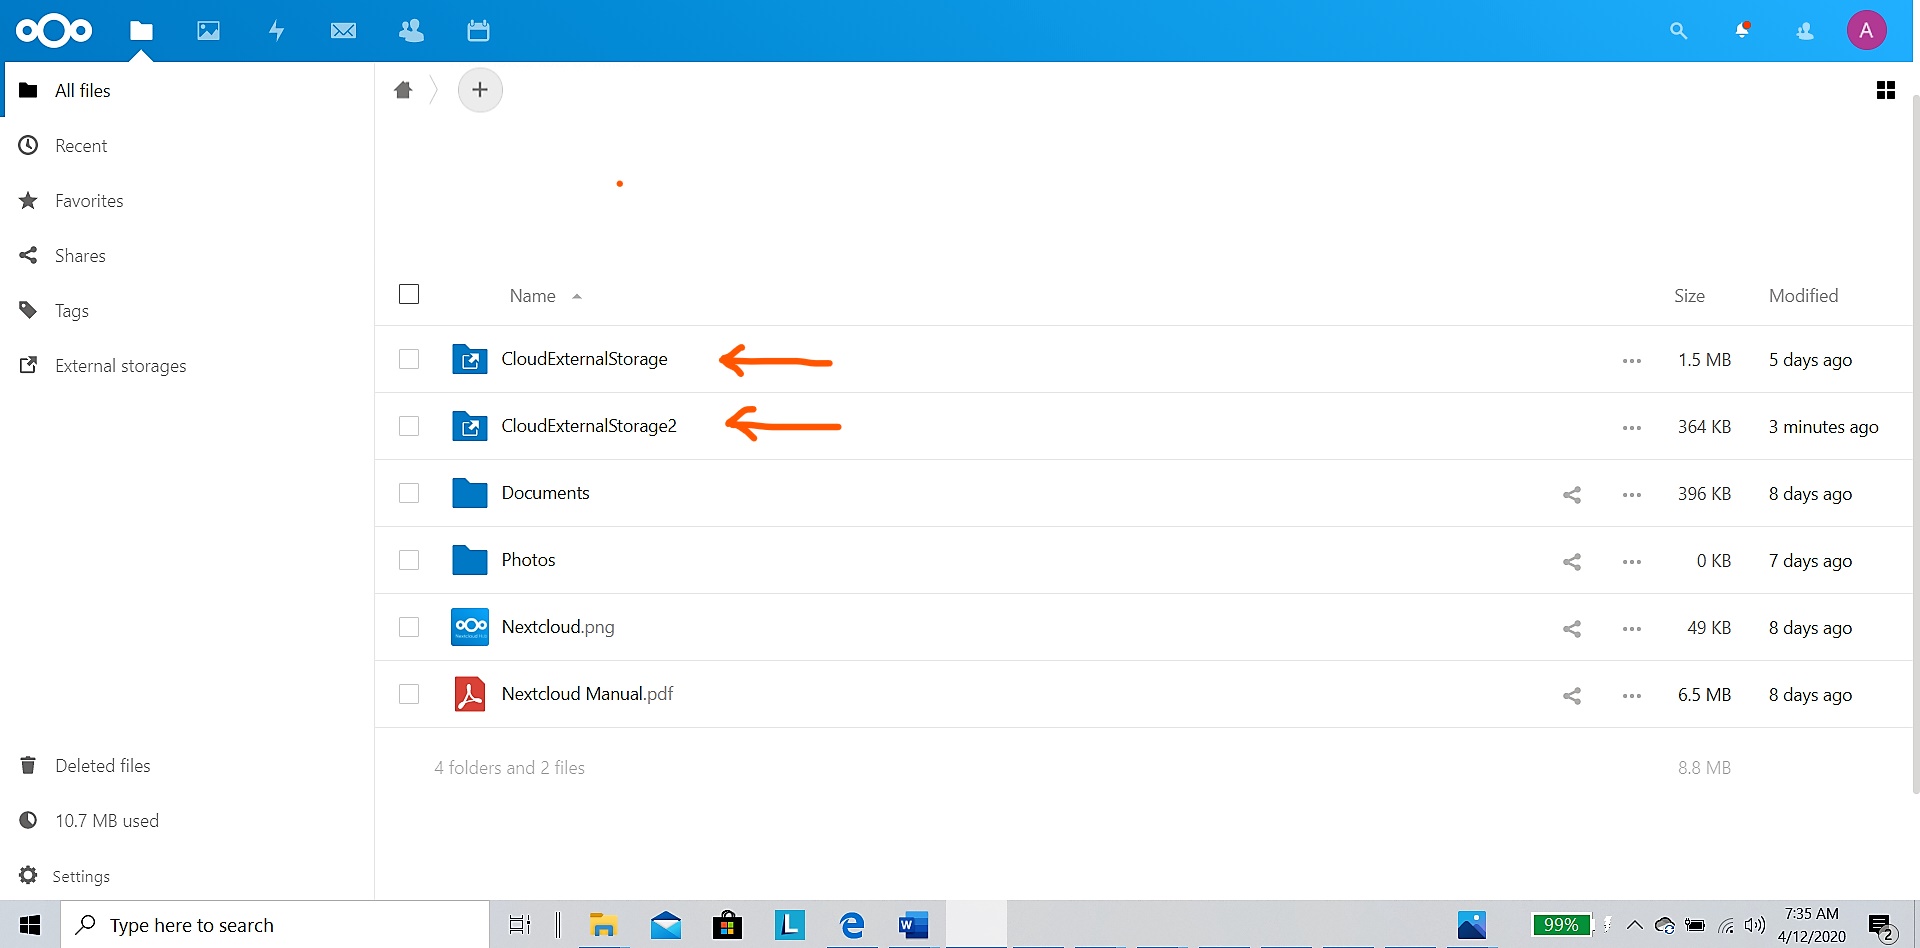 A
All files
Recent
Favorites
Shares
Tags
External storages
+
Name Size Modified
CloudExternalStorage ... 1.5 MB 5 days ago
CloudExternalStorage2 ... 364 KB 3 minutes ago
Documents ... 396 KB 8 days ago
Photos ... 0 KB 7 days ago
Nextcloud.png ... 49 KB 8 days ago
Nextcloud Manual.pdf ... 6.5 MB 8 days ago
4 folders and 2 files 8.8 MB
Deleted files
10.7 MB used
Settings
Type here to search
L
e
W
99%
7:35 AM
4/12/2020
2